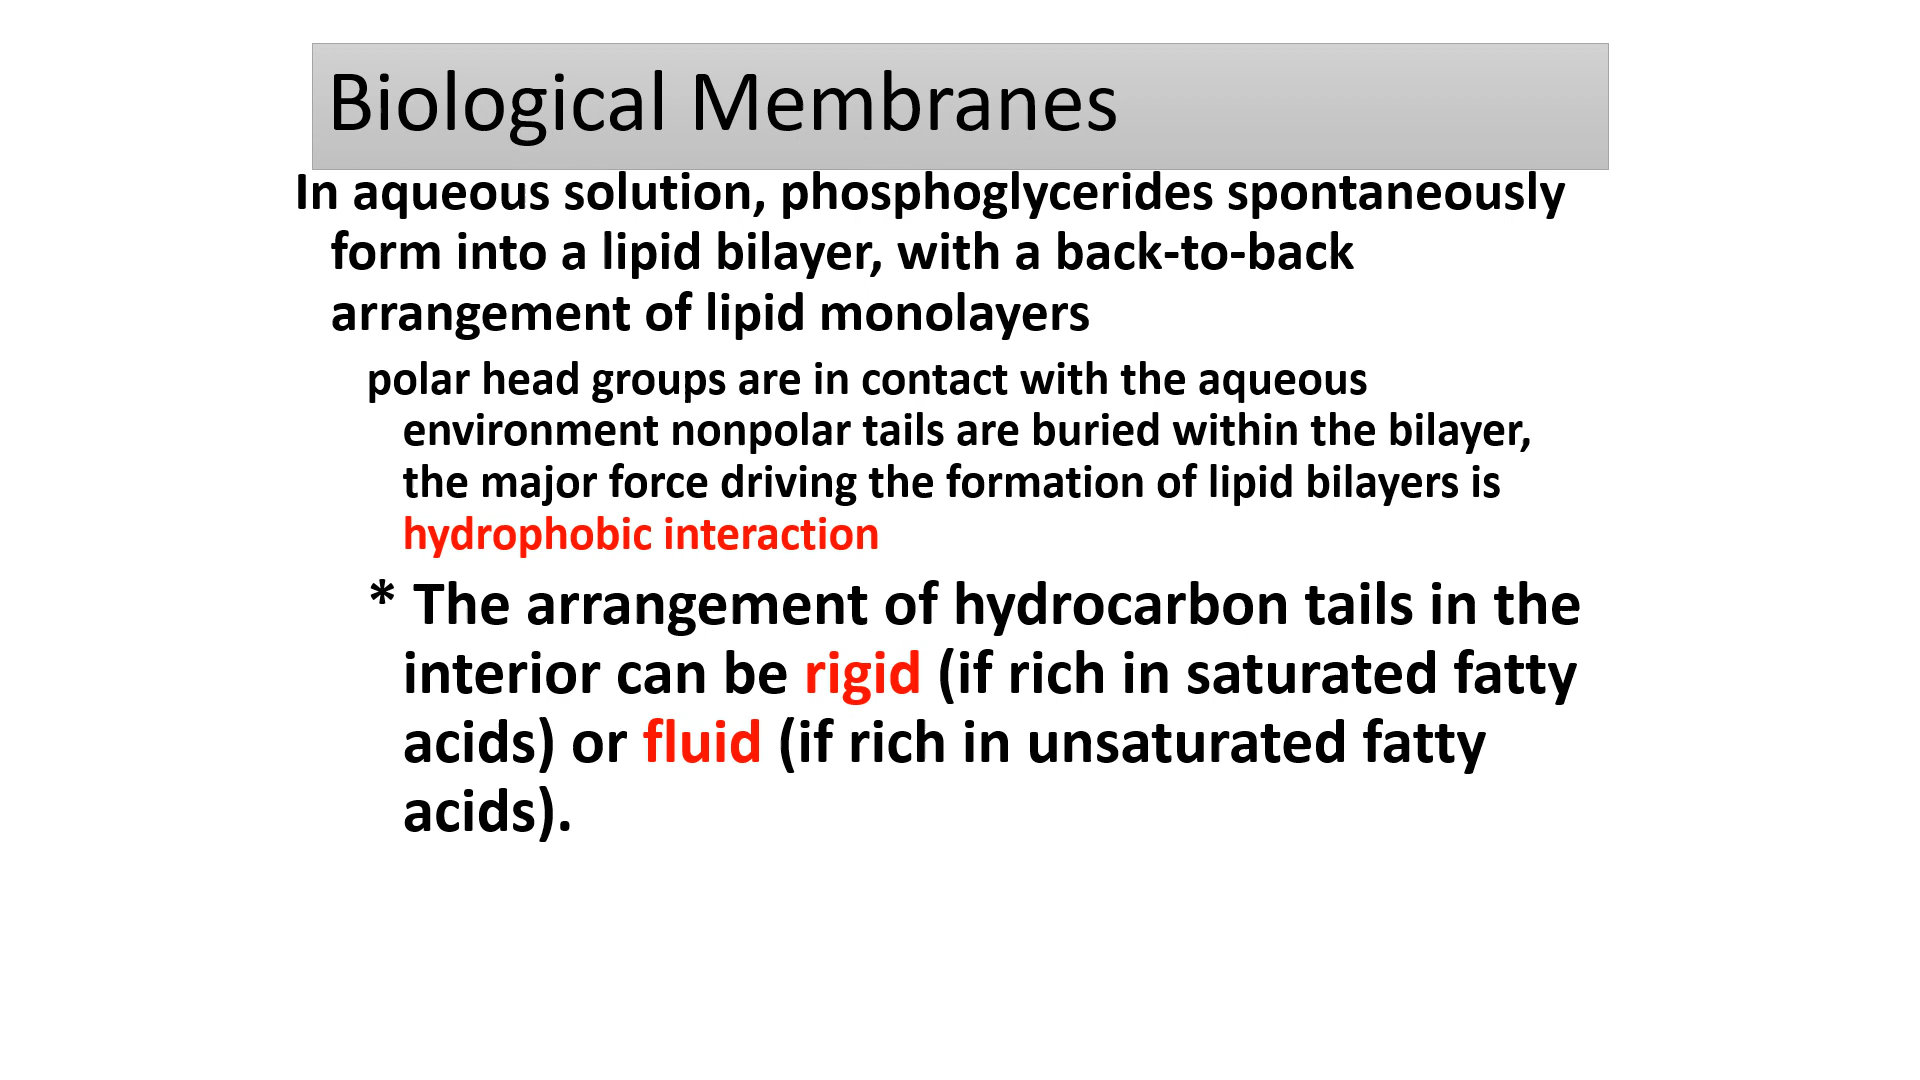 Biological Membranes
In aqueous solution, phosphoglycerides spontaneously
form into a lipid bilayer, with a back-to-back
arrangement of lipid monolayers
polar head groups are in contact with the aqueous
environment nonpolar tails are buried within the bilayer,
the major force driving the formation of lipid bilayers is
hydrophobic interaction
* The arrangement of hydrocarbon tails in the
interior can be rigid (if rich in saturated fatty
acids) or fluid (if rich in unsaturated fatty
acids).